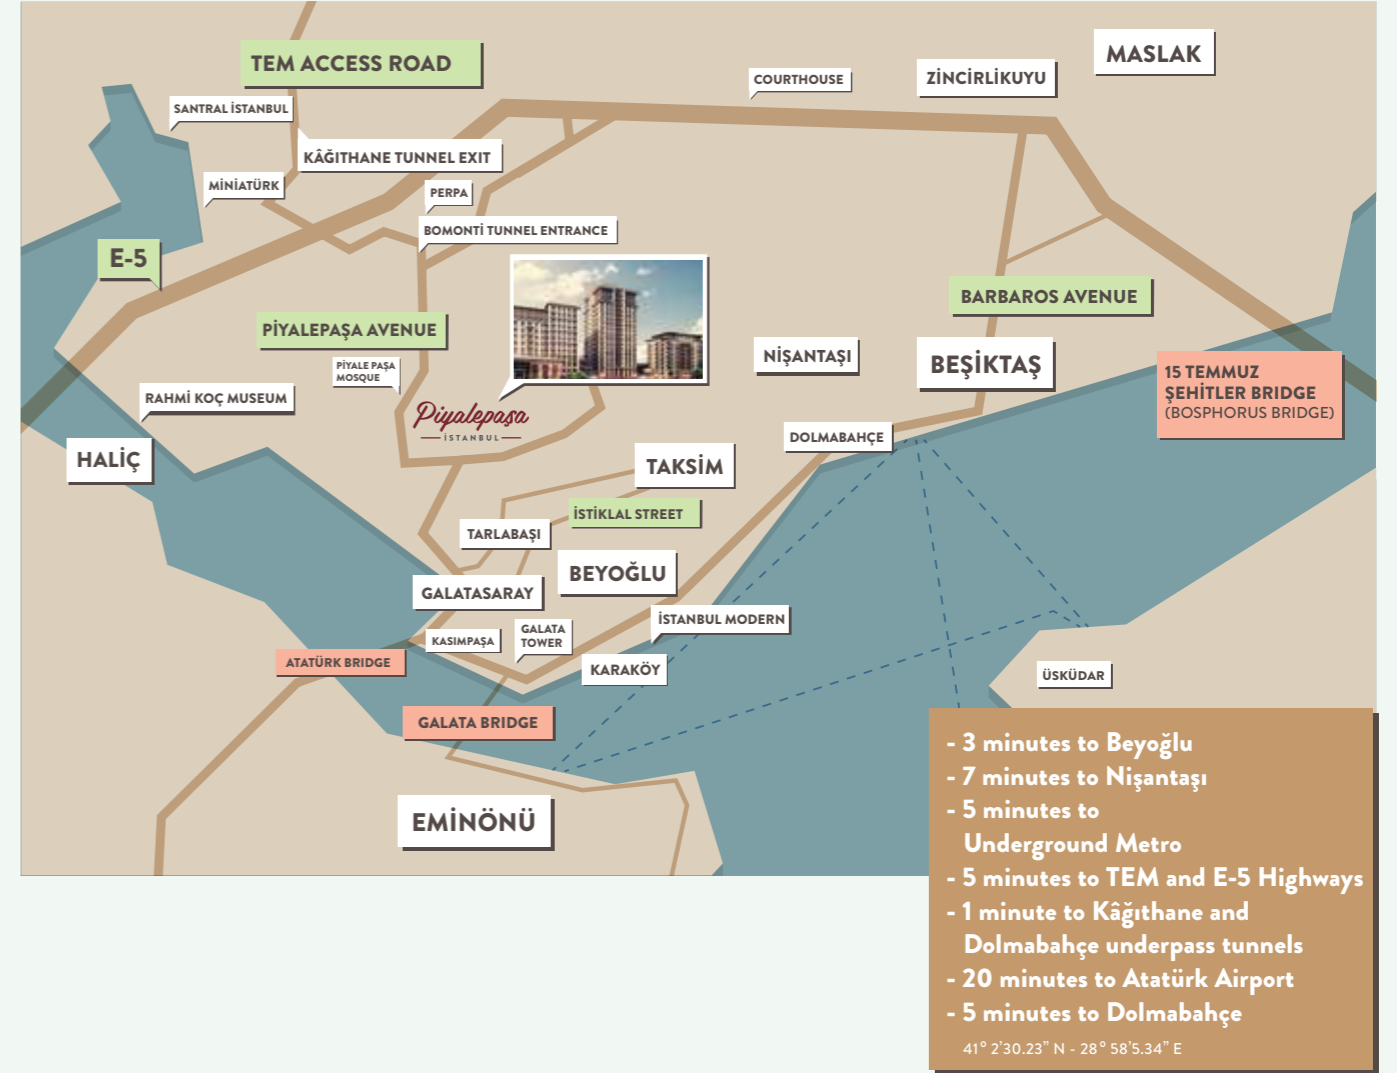 TEM ACCESS ROAD
MASLAK
COURTHOUSE
ZİNCİRLİKUYU
SANTRAL İSTANBUL
KÂĞITHANE TUNNEL EXIT
MİNİATÜRK
PERPA
BOMONTİ TUNNEL ENTRANCE
E-5
BARBAROS AVENUE
PİYALEPAŞA AVENUE
NİŞANTAŞI
BEŞİKTAŞ
PİYALE PAŞA
MOSQUE
15 TEMMUZ
ŞEHİTLER BRIDGE
(BOSPHORUS BRIDGE)
RAHMİ KOÇ MUSEUM
Piyalepaşa
İSTANBUL
DOLMABAHÇE
HALİÇ
TAKSİM
İSTİKLAL STREET
TARLABAŞI
BEYOĞLU
GALATASARAY
İSTANBUL MODERN
GALATA
TOWER
KASIMPAŞA
ATATÜRK BRIDGE
KARAKÖY
ÜSKÜDAR
GALATA BRIDGE
EMİNÖNÜ
- 3 minutes to Beyoğlu
- 7 minutes to Nişantaşı
- 5 minutes to
Underground Metro
- 5 minutes to TEM and E-5 Highways
- 1 minute to Kâğıthane and
Dolmabahçe underpass tunnels
- 20 minutes to Atatürk Airport
- 5 minutes to Dolmabahçe
41° 2’30.23” N - 28° 58’5.34” E